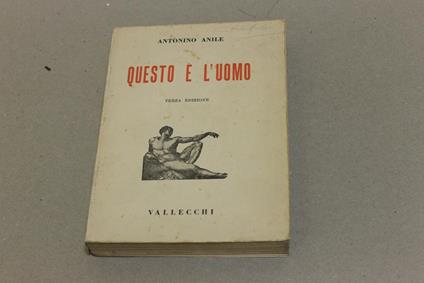 ANTONINO ANILE
QUESTO È L'UOMO
TERZA EDIZIONE
VALLECCHI